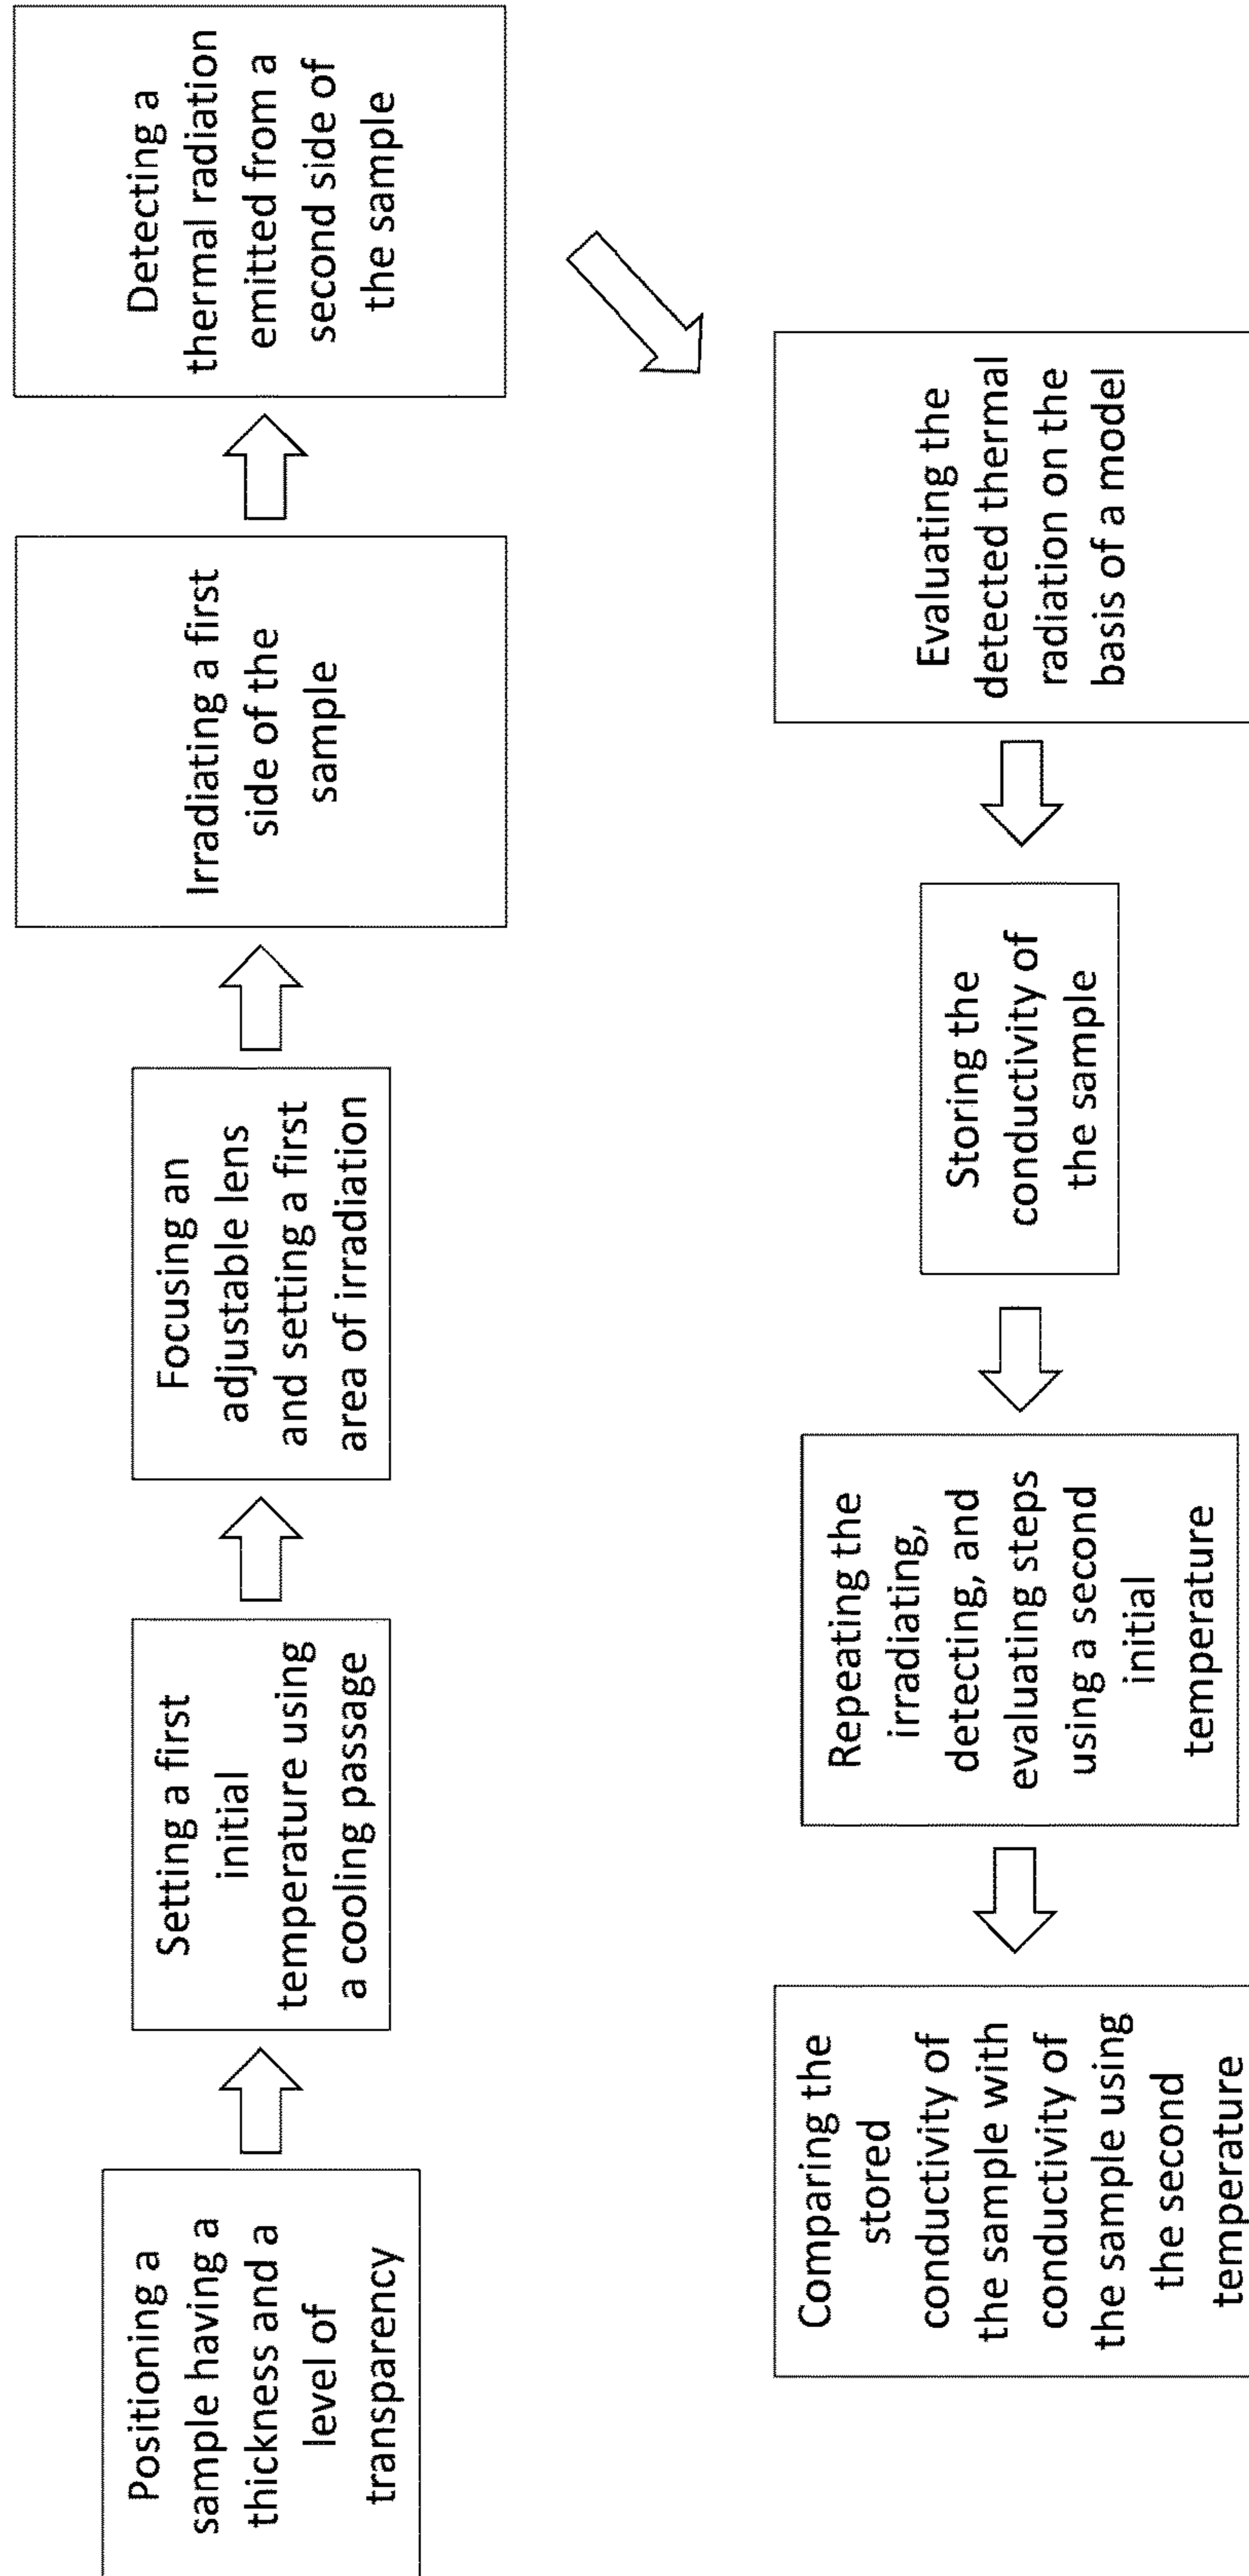 Positioning a
sample having a
thickness and a
level of
transparency
Setting a first
initial
temperature using
a cooling passage
Focusing an
adjustable lens
and setting a first
area of irradiation
Irradiating a first
side of the
sample
Detecting a
thermal radiation
emitted from a
second side of
the sample
Evaluating the
detected thermal
radiation on the
basis of a model
Storing the
conductivity of
the sample
Repeating the
irradiating,
detecting, and
evaluating steps
using a second
initial
temperature
Comparing the
stored
conductivity of
the sample with
conductivity of
the sample using
the second
temperature